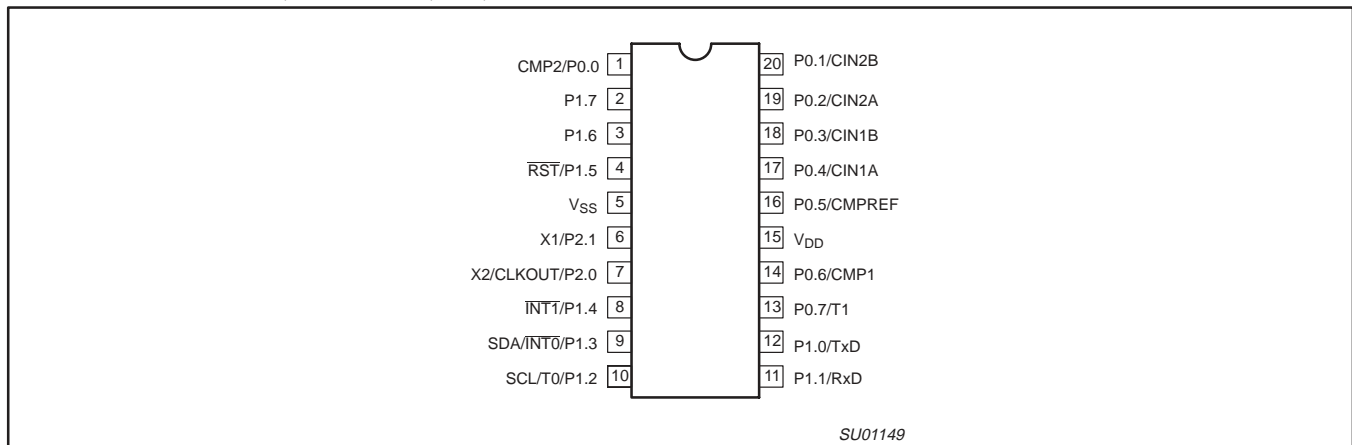 CMP2/P0.0 1 20 P0.1/CIN2B
P1.7 2 19 P0.2/CIN2A
P1.6 3 18 P0.3/CIN1B
R̅S̅T̅/P1.5 4 17 P0.4/CIN1A
VSS 5 16 P0.5/CMPREF
X1/P2.1 6 15 VDD
X2/CLKOUT/P2.0 7 14 P0.6/CMP1
I̅N̅T̅1̅/P1.4 8 13 P0.7/T1
SDA/I̅N̅T̅0̅/P1.3 9 12 P1.0/TxD
SCL/T0/P1.2 10 11 P1.1/RxD
SU01149